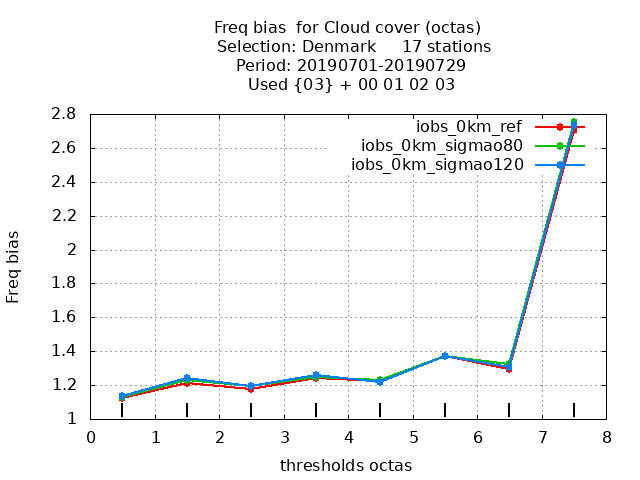 Freq bias  for Cloud cover (octas)
Selection: Denmark     17 stations
Period: 20190701-20190729
Used {03} + 00 01 02 03
iobs_0km_ref
iobs_0km_sigmao80
iobs_0km_sigmao120
Freq bias
2.8
2.6
2.4
2.2
2
1.8
1.6
1.4
1.2
1
0 1 2 3 4 5 6 7 8
thresholds octas